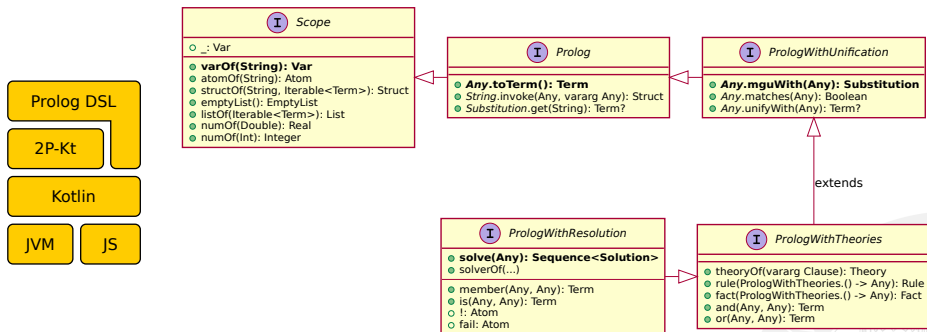 I Scope
_: Var
varOf(String): Var
atomOf(String): Atom
structOf(String, Iterable<Term>): Struct
emptyList(): EmptyList
listOf(Iterable<Term>): List
numOf(Double): Real
numOf(Int): Integer
I Prolog
Any.toTerm(): Term
String.invoke(Any, vararg Any): Struct
Substitution.get(String): Term?
I PrologWithUnification
Any.mguWith(Any): Substitution
Any.matches(Any): Boolean
Any.unifyWith(Any): Term?
Prolog DSL
2P-Kt
Kotlin
JVM JS
extends
I PrologWithResolution
solve(Any): Sequence<Solution>
solverOf(...)
member(Any, Any): Term
is(Any, Any): Term
!: Atom
fail: Atom
I PrologWithTheories
theoryOf(vararg Clause): Theory
rule(PrologWithTheories.() -> Any): Rule
fact(PrologWithTheories.() -> Any): Fact
and(Any, Any): Term
or(Any, Any): Term